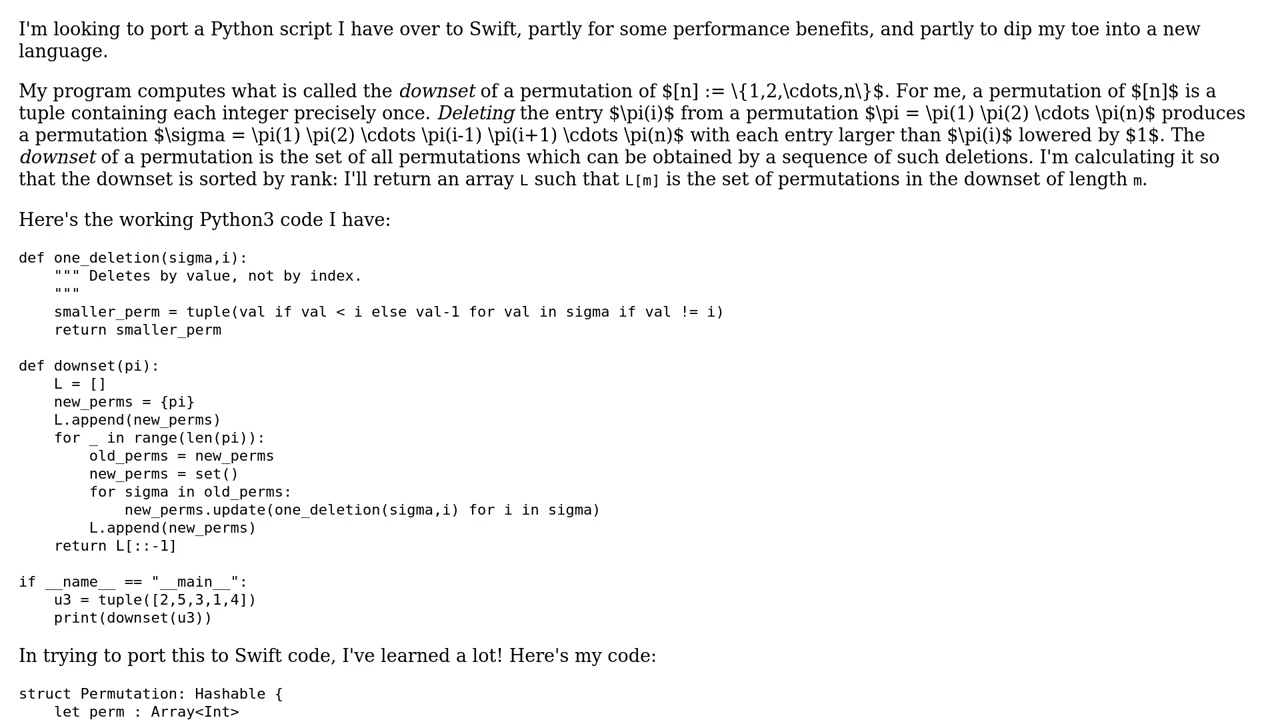 I'm looking to port a Python script I have over to Swift, partly for some performance benefits, and partly to dip my toe into a new
language.
My program computes what is called the downset of a permutation of $[n] := \{1,2,\cdots,n\}$. For me, a permutation of $[n]$ is a
tuple containing each integer precisely once. Deleting the entry $\pi(i)$ from a permutation $\pi = \pi(1) \pi(2) \cdots \pi(n)$ produces
a permutation $\sigma = \pi(1) \pi(2) \cdots \pi(i-1) \pi(i+1) \cdots \pi(n)$ with each entry larger than $\pi(i)$ lowered by $1$. The
downset of a permutation is the set of all permutations which can be obtained by a sequence of such deletions. I'm calculating it so
that the downset is sorted by rank: I'll return an array L such that L[m] is the set of permutations in the downset of length m.
Here's the working Python3 code I have:
def one_deletion(sigma,i):
    """ Deletes by value, not by index.
    """
    smaller_perm = tuple(val if val < i else val-1 for val in sigma if val != i)
    return smaller_perm
def downset(pi):
    L = []
    new_perms = {pi}
    L.append(new_perms)
    for _ in range(len(pi)):
        old_perms = new_perms
        new_perms = set()
        for sigma in old_perms:
            new_perms.update(one_deletion(sigma,i) for i in sigma)
        L.append(new_perms)
    return L[::-1]
if __name__ == "__main__":
    u3 = tuple([2,5,3,1,4])
    print(downset(u3))
In trying to port this to Swift code, I've learned a lot! Here's my code:
struct Permutation: Hashable {
    let perm : Array<Int>